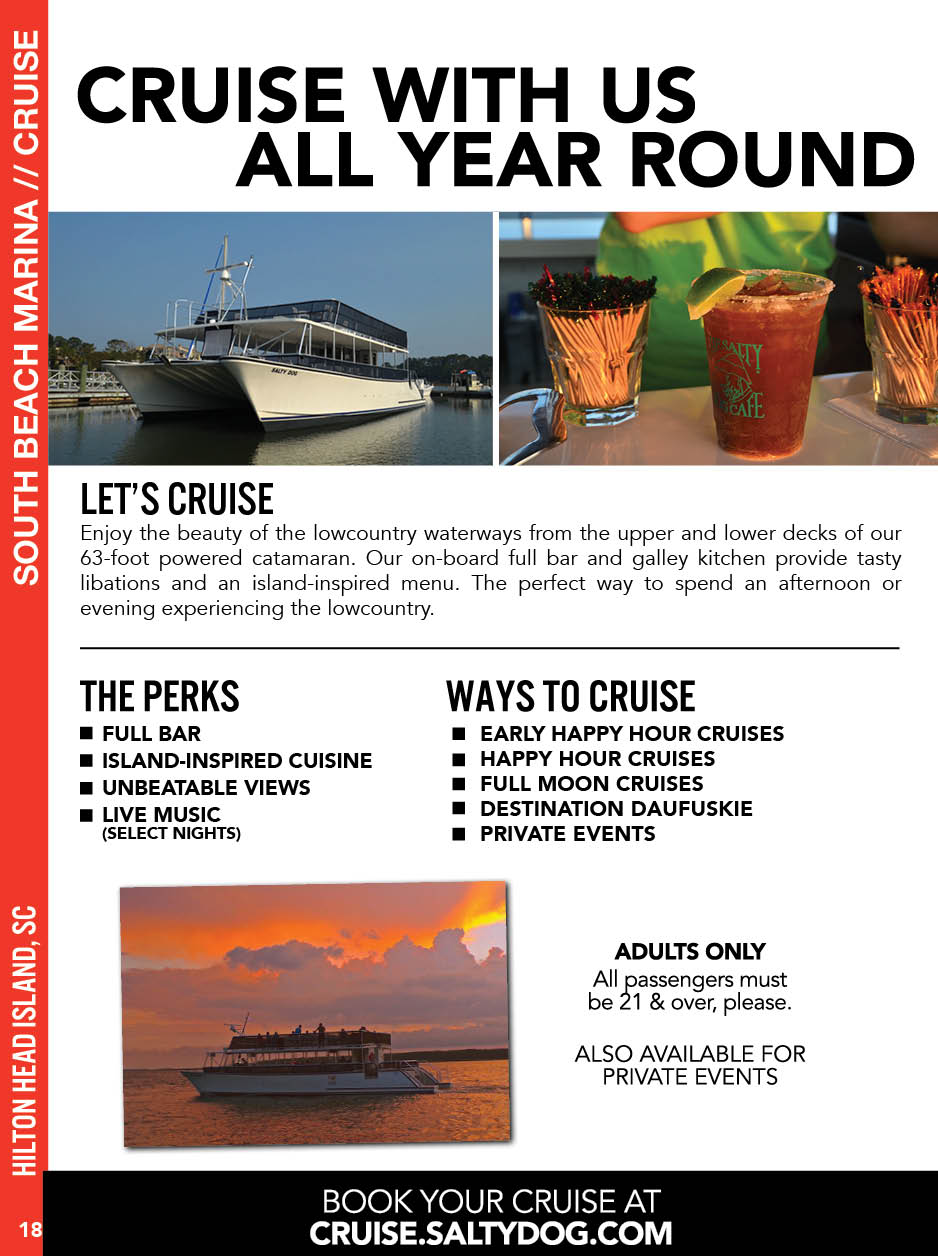 SOUTH BEACH MARINA // CRUISE
CRUISE WITH US
ALL YEAR ROUND
SALTY DOG
SALTY
CAFE
LET'S CRUISE
Enjoy the beauty of the lowcountry waterways from the upper and lower decks of our
63-foot powered catamaran. Our on-board full bar and galley kitchen provide tasty
libations and an island-inspired menu. The perfect way to spend an afternoon or
evening experiencing the lowcountry.
THE PERKS
■ FULL BAR
■ ISLAND-INSPIRED CUISINE
■ UNBEATABLE VIEWS
■ LIVE MUSIC
(SELECT NIGHTS)
WAYS TO CRUISE
■ EARLY HAPPY HOUR CRUISES
■ HAPPY HOUR CRUISES
■ FULL MOON CRUISES
■ DESTINATION DAUFUSKIE
■ PRIVATE EVENTS
ADULTS ONLY
All passengers must
be 21 & over, please.
ALSO AVAILABLE FOR
PRIVATE EVENTS
HILTON HEAD ISLAND, SC
18
BOOK YOUR CRUISE AT
CRUISE.SALTYDOG.COM